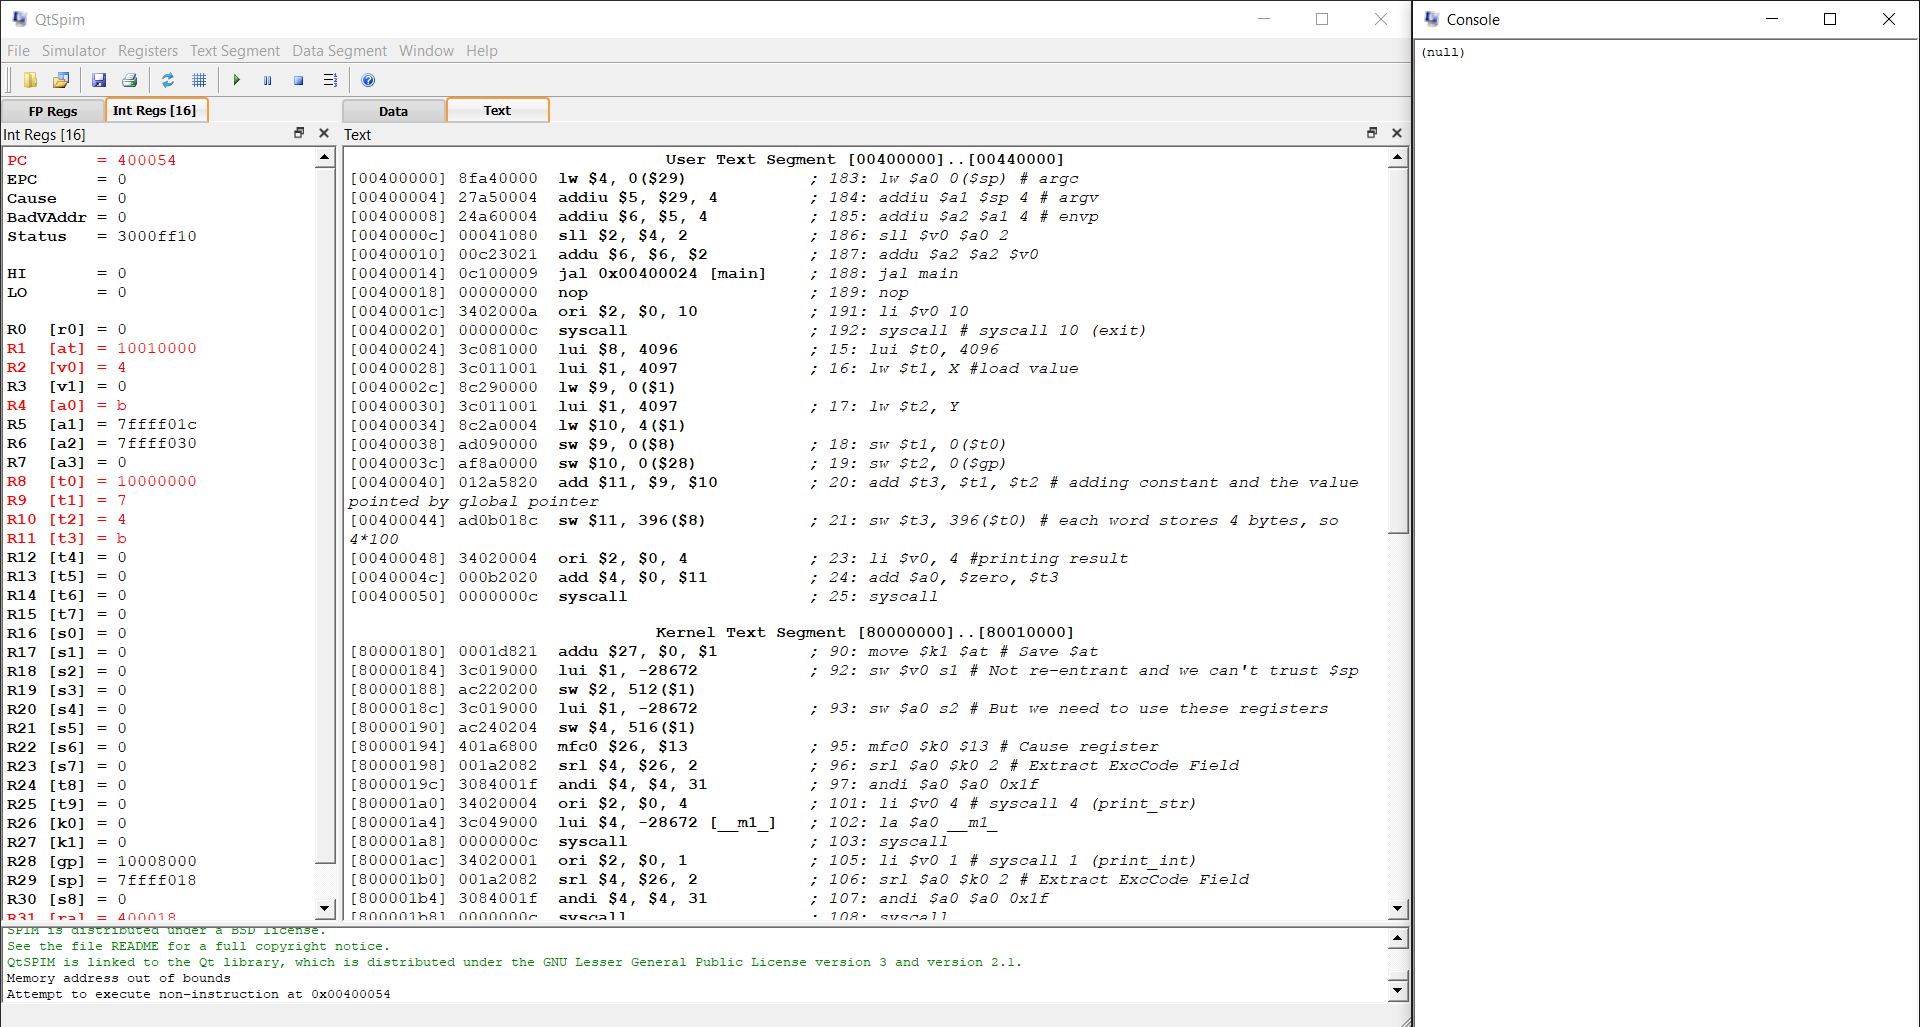 QtSpim
File Simulator Registers Text Segment Data Segment Window Help
FP Regs Int Regs [16]
Int Regs [16]
PC = 400054
EPC = 0
Cause = 0
BadVAddr = 0
Status = 3000ff10
HI = 0
LO = 0
R0 [r0] = 0
R1 [at] = 10010000
R2 [v0] = 4
R3 [v1] = 0
R4 [a0] = b
R5 [a1] = 7ffff01c
R6 [a2] = 7ffff030
R7 [a3] = 0
R8 [t0] = 10000000
R9 [t1] = 7
R10 [t2] = 4
R11 [t3] = b
R12 [t4] = 0
R13 [t5] = 0
R14 [t6] = 0
R15 [t7] = 0
R16 [s0] = 0
R17 [s1] = 0
R18 [s2] = 0
R19 [s3] = 0
R20 [s4] = 0
R21 [s5] = 0
R22 [s6] = 0
R23 [s7] = 0
R24 [t8] = 0
R25 [t9] = 0
R26 [k0] = 0
R27 [k1] = 0
R28 [gp] = 10008000
R29 [sp] = 7ffff018
R30 [s8] = 0
R31 [ra] = 400018
Data Text
Text
User Text Segment [00400000]..[00440000]
[00400000] 8fa40000 lw $4, 0($29) ; 183: lw $a0 0($sp) # argc
[00400004] 27a50004 addiu $5, $29, 4 ; 184: addiu $a1 $sp 4 # argv
[00400008] 24a60004 addiu $6, $5, 4 ; 185: addiu $a2 $a1 4 # envp
[0040000c] 00041080 sll $2, $4, 2 ; 186: sll $v0 $a0 2
[00400010] 00c23021 addu $6, $6, $2 ; 187: addu $a2 $a2 $v0
[00400014] 0c100009 jal 0x00400024 [main] ; 188: jal main
[00400018] 00000000 nop ; 189: nop
[0040001c] 3402000a ori $2, $0, 10 ; 191: li $v0 10
[00400020] 0000000c syscall ; 192: syscall # syscall 10 (exit)
[00400024] 3c081000 lui $8, 4096 ; 15: lui $t0, 4096
[00400028] 3c011001 lui $1, 4097 ; 16: lw $t1, X #load value
[0040002c] 8c290000 lw $9, 0($1)
[00400030] 3c011001 lui $1, 4097 ; 17: lw $t2, Y
[00400034] 8c2a0004 lw $10, 4($1)
[00400038] ad090000 sw $9, 0($8) ; 18: sw $t1, 0($t0)
[0040003c] af8a0000 sw $10, 0($28) ; 19: sw $t2, 0($gp)
[00400040] 012a5820 add $11, $9, $10 ; 20: add $t3, $t1, $t2 # adding constant and the value
pointed by global pointer
[00400044] ad0b018c sw $11, 396($8) ; 21: sw $t3, 396($t0) # each word stores 4 bytes, so
4*100
[00400048] 34020004 ori $2, $0, 4 ; 23: li $v0, 4 #printing result
[0040004c] 000b2020 add $4, $0, $11 ; 24: add $a0, $zero, $t3
[00400050] 0000000c syscall ; 25: syscall
Kernel Text Segment [80000000]..[80010000]
[80000180] 0001d821 addu $27, $0, $1 ; 90: move $k1 $at # Save $at
[80000184] 3c019000 lui $1, -28672 ; 92: sw $v0 s1 # Not re-entrant and we can't trust $sp
[80000188] ac220200 sw $2, 512($1)
[8000018c] 3c019000 lui $1, -28672 ; 93: sw $a0 s2 # But we need to use these registers
[80000190] ac240204 sw $4, 516($1)
[80000194] 401a6800 mfc0 $26, $13 ; 95: mfc0 $k0 $13 # Cause register
[80000198] 001a2082 srl $4, $26, 2 ; 96: srl $a0 $k0 2 # Extract ExcCode Field
[8000019c] 3084001f andi $4, $4, 31 ; 97: andi $a0 $a0 0x1f
[800001a0] 34020004 ori $2, $0, 4 ; 101: li $v0 4 # syscall 4 (print_str)
[800001a4] 3c049000 lui $4, -28672 [__m1_] ; 102: la $a0 __m1_
[800001a8] 0000000c syscall ; 103: syscall
[800001ac] 34020001 ori $2, $0, 1 ; 105: li $v0 1 # syscall 1 (print_int)
[800001b0] 001a2082 srl $4, $26, 2 ; 106: srl $a0 $k0 2 # Extract ExcCode Field
[800001b4] 3084001f andi $4, $4, 31 ; 107: andi $a0 $a0 0x1f
[800001b8] 0000000c syscall ; 108: syscall
SPIM is distributed under a BSD license.
See the file README for a full copyright notice.
QtSPIM is linked to the Qt library, which is distributed under the GNU Lesser General Public License version 3 and version 2.1.
Memory address out of bounds
Attempt to execute non-instruction at 0x00400054
Console
(null)